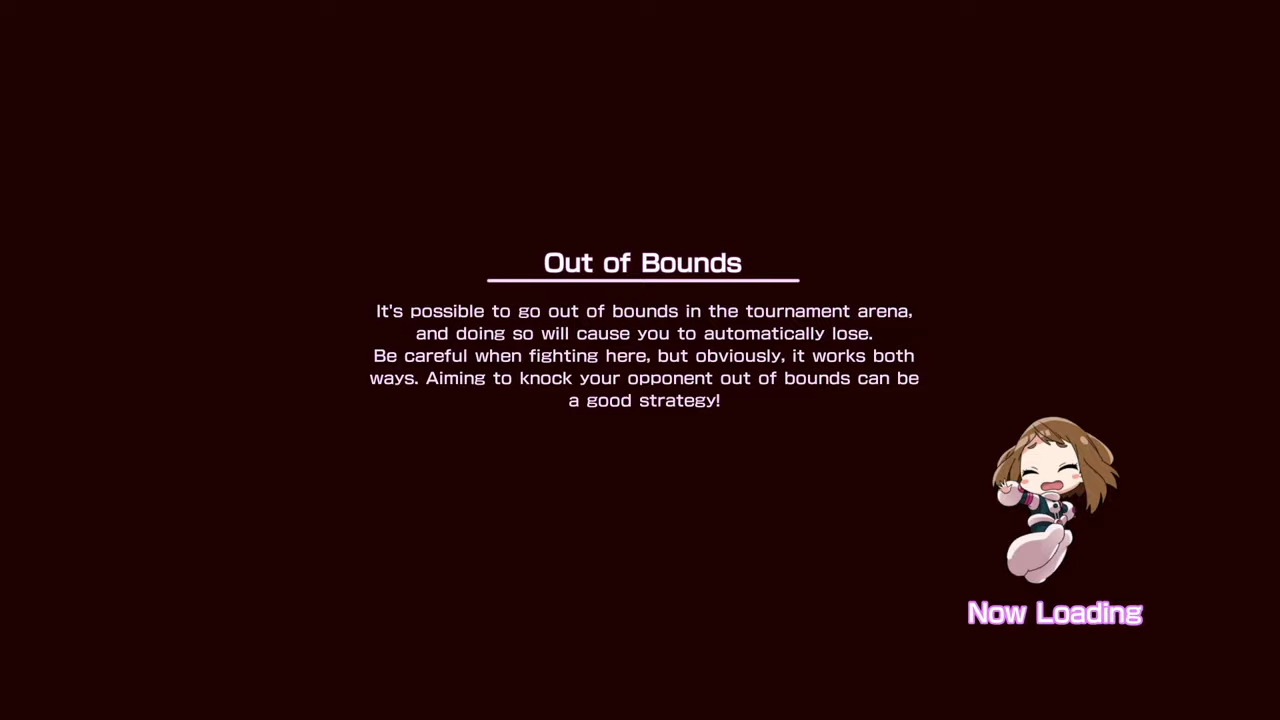 Out of Bounds
It's possible to go out of bounds in the tournament arena,
and doing so will cause you to automatically lose.
Be careful when fighting here, but obviously, it works both
ways. Aiming to knock your opponent out of bounds can be
a good strategy!
Now Loading